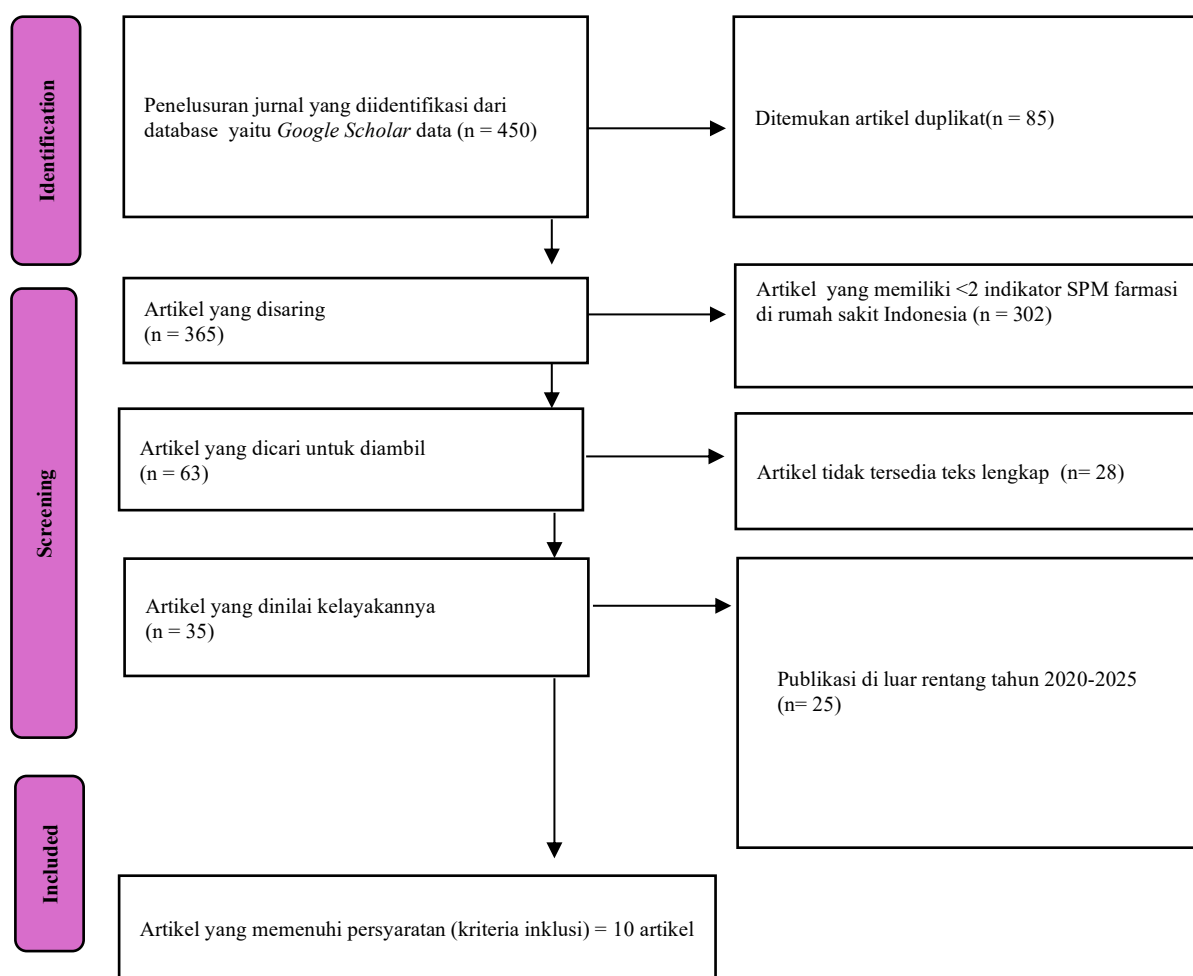 Identification
Penelusuran jurnal yang diidentifikasi dari
database yaitu Google Scholar data (n = 450)
Ditemukan artikel duplikat(n = 85)
Screening
Artikel yang disaring
(n = 365)
Artikel yang memiliki <2 indikator SPM farmasi
di rumah sakit Indonesia (n = 302)
Artikel yang dicari untuk diambil
(n = 63)
Artikel tidak tersedia teks lengkap (n= 28)
Artikel yang dinilai kelayakannya
(n = 35)
Publikasi di luar rentang tahun 2020-2025
(n= 25)
Included
Artikel yang memenuhi persyaratan (kriteria inklusi) = 10 artikel